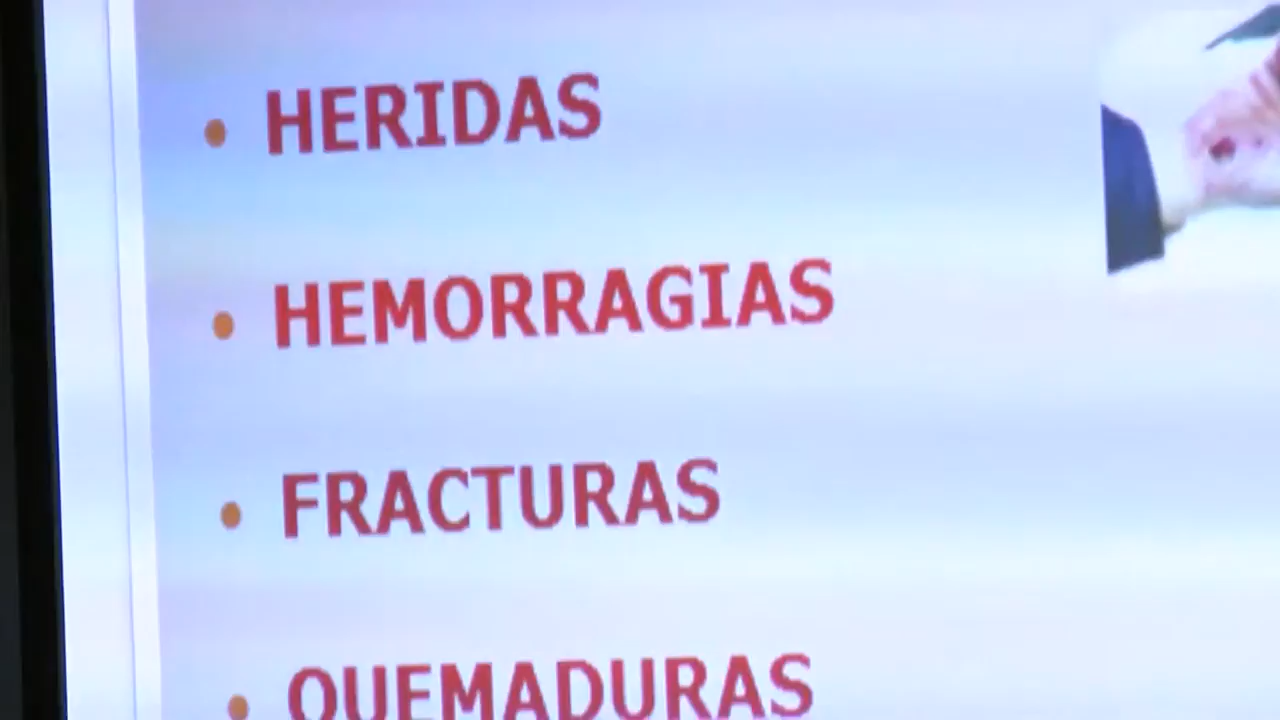 • HERIDAS
• HEMORRAGIAS
• FRACTURAS
• QUEMADURAS